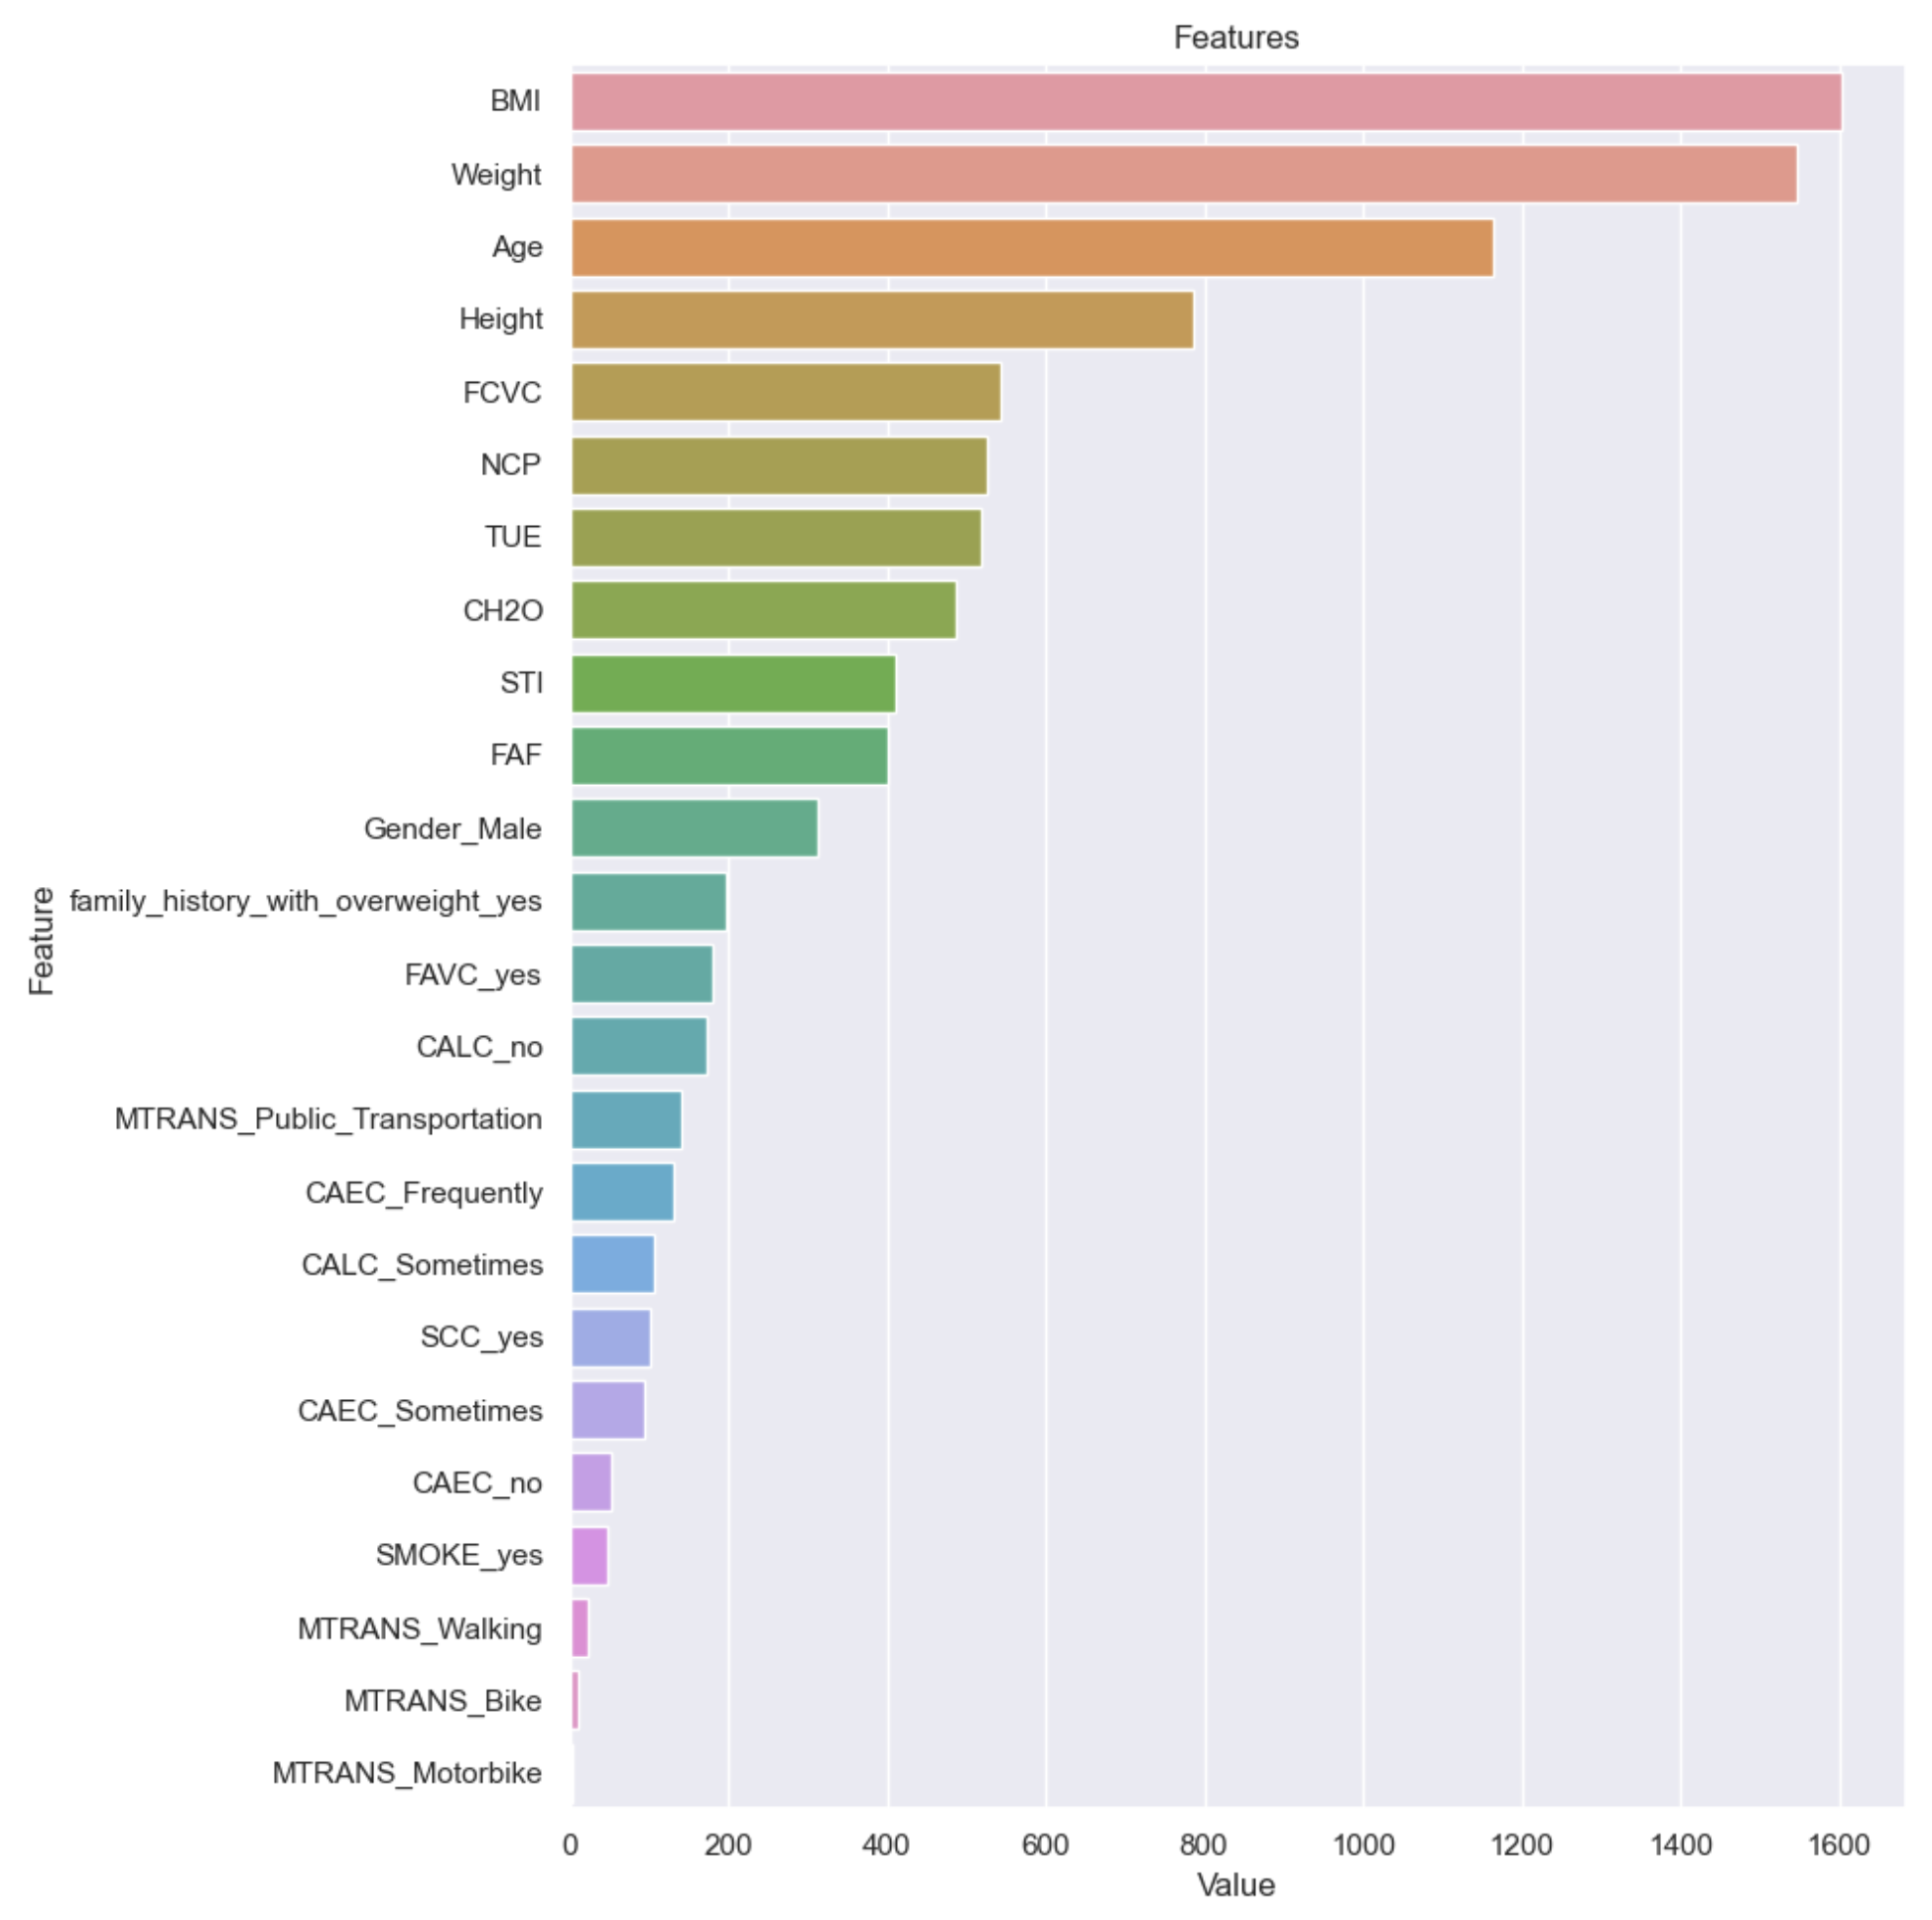 Features
BMI
Weight
Age
Height
FCVC
NCP
TUE
CH2O
STI
FAF
Gender_Male
family_history_with_overweight_yes
FAVC_yes
CALC_no
MTRANS_Public_Transportation
CAEC_Frequently
CALC_Sometimes
SCC_yes
CAEC_Sometimes
CAEC_no
SMOKE_yes
MTRANS_Walking
MTRANS_Bike
MTRANS_Motorbike
Feature
0 200 400 600 800 1000 1200 1400 1600
Value